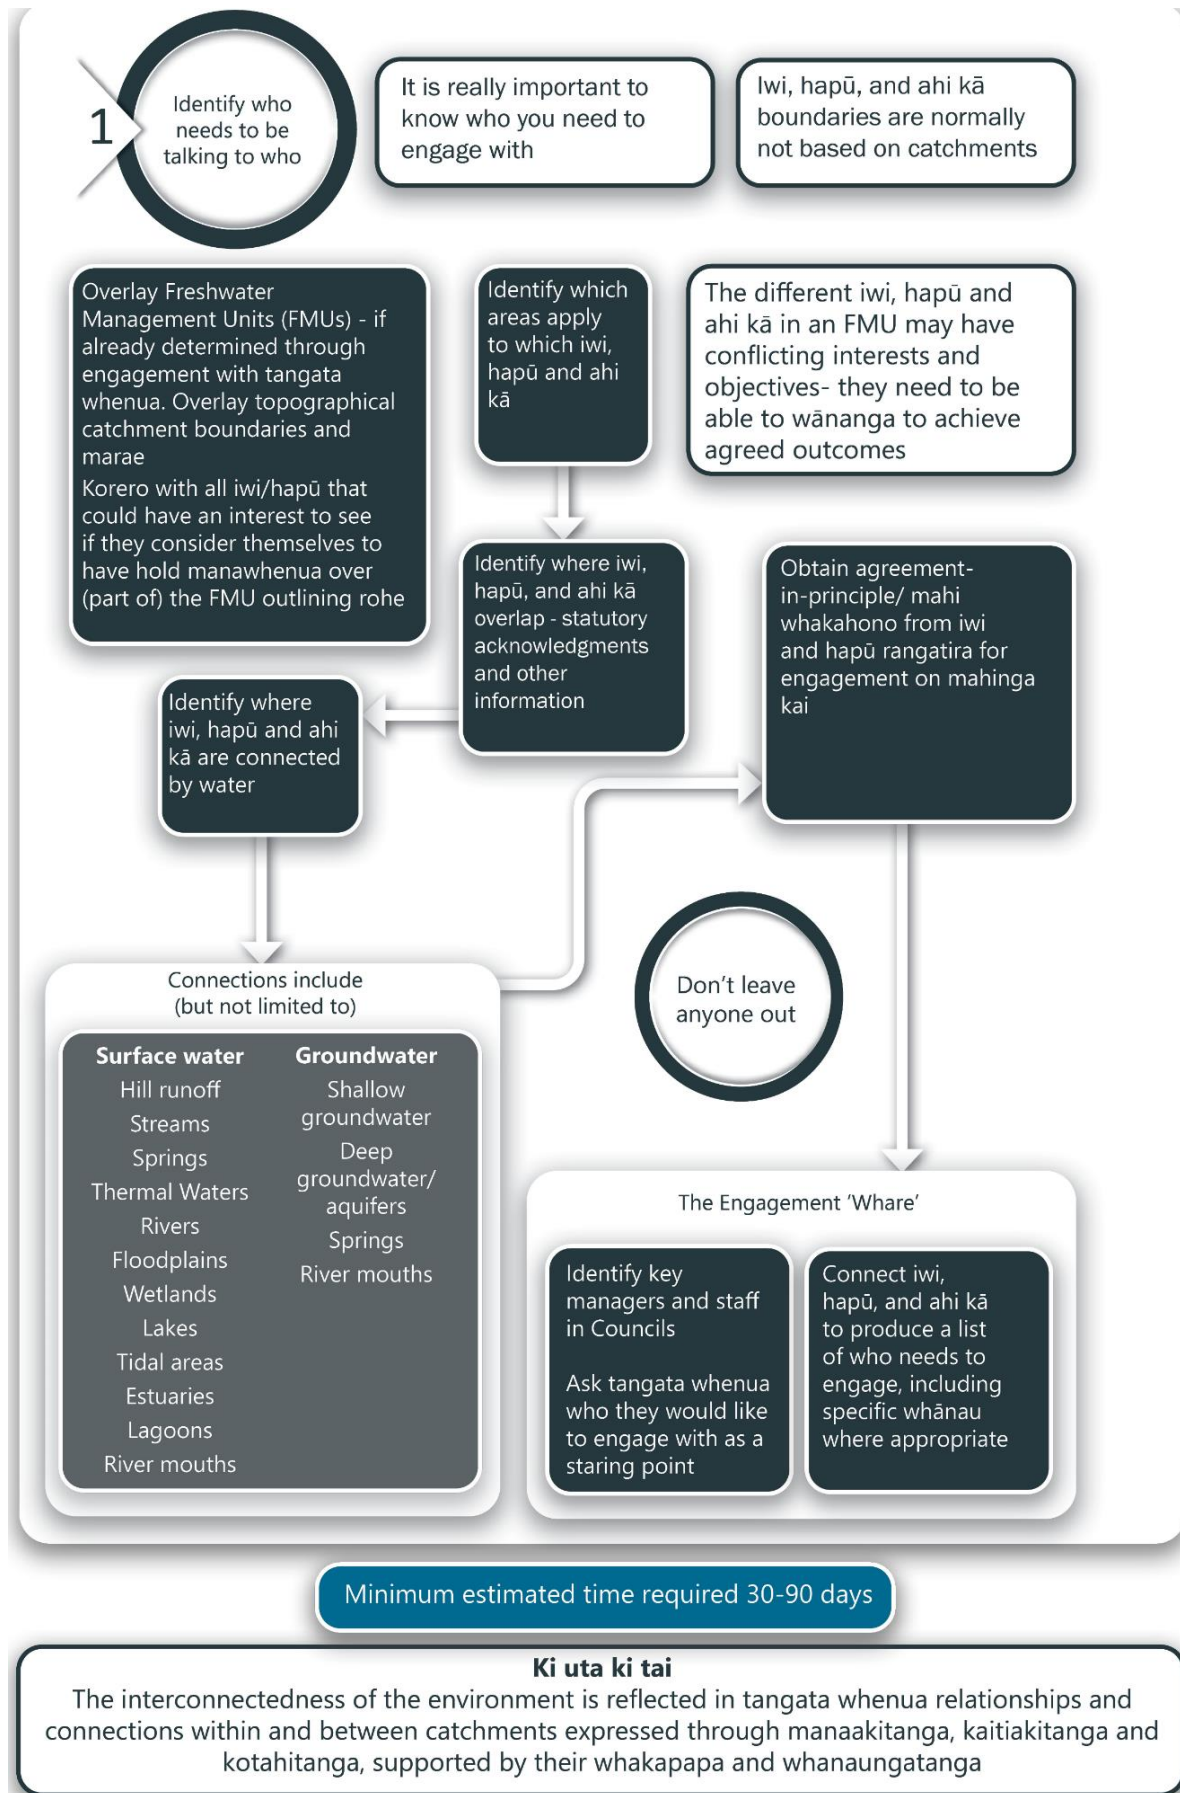 1
Identify who
needs to be
talking to who
It is really important to
know who you need to
engage with
Iwi, hapū, and ahi kā
boundaries are normally
not based on catchments
Overlay Freshwater
Management Units (FMUs) - if
already determined through
engagement with tangata
whenua. Overlay topographical
catchment boundaries and
marae
Korero with all iwi/hapū that
could have an interest to see
if they consider themselves to
have hold manawhenua over
(part of) the FMU outlining rohe
Identify which
areas apply
to which iwi,
hapū and ahi
kā
The different iwi, hapū and
ahi kā in an FMU may have
conflicting interests and
objectives- they need to be
able to wānanga to achieve
agreed outcomes
Identify where iwi,
hapū, and ahi kā
overlap - statutory
acknowledgments
and other
information
Obtain agreement-
in-principle/ mahi
whakahono from iwi
and hapū rangatira for
engagement on mahinga
kai
Identify where
iwi, hapū and ahi
kā are connected
by water
Connections include
(but not limited to)
Surface water
Hill runoff
Streams
Springs
Thermal Waters
Rivers
Floodplains
Wetlands
Lakes
Tidal areas
Estuaries
Lagoons
River mouths
Groundwater
Shallow
groundwater
Deep
groundwater/
aquifers
Springs
River mouths
Don't leave
anyone out
The Engagement 'Whare'
Identify key
managers and staff
in Councils
Ask tangata whenua
who they would like
to engage with as a
staring point
Connect iwi,
hapū, and ahi kā
to produce a list
of who needs to
engage, including
specific whānau
where appropriate
Minimum estimated time required 30-90 days
Ki uta ki tai
The interconnectedness of the environment is reflected in tangata whenua relationships and
connections within and between catchments expressed through manaakitanga, kaitiakitanga and
kotahitanga, supported by their whakapapa and whanaungatanga